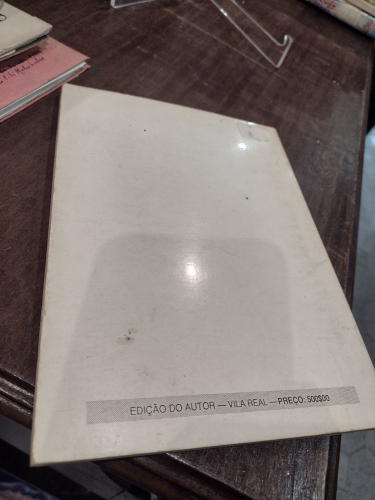 EDIÇÃO DO AUTOR — VILA REAL — PREÇO: 500$00